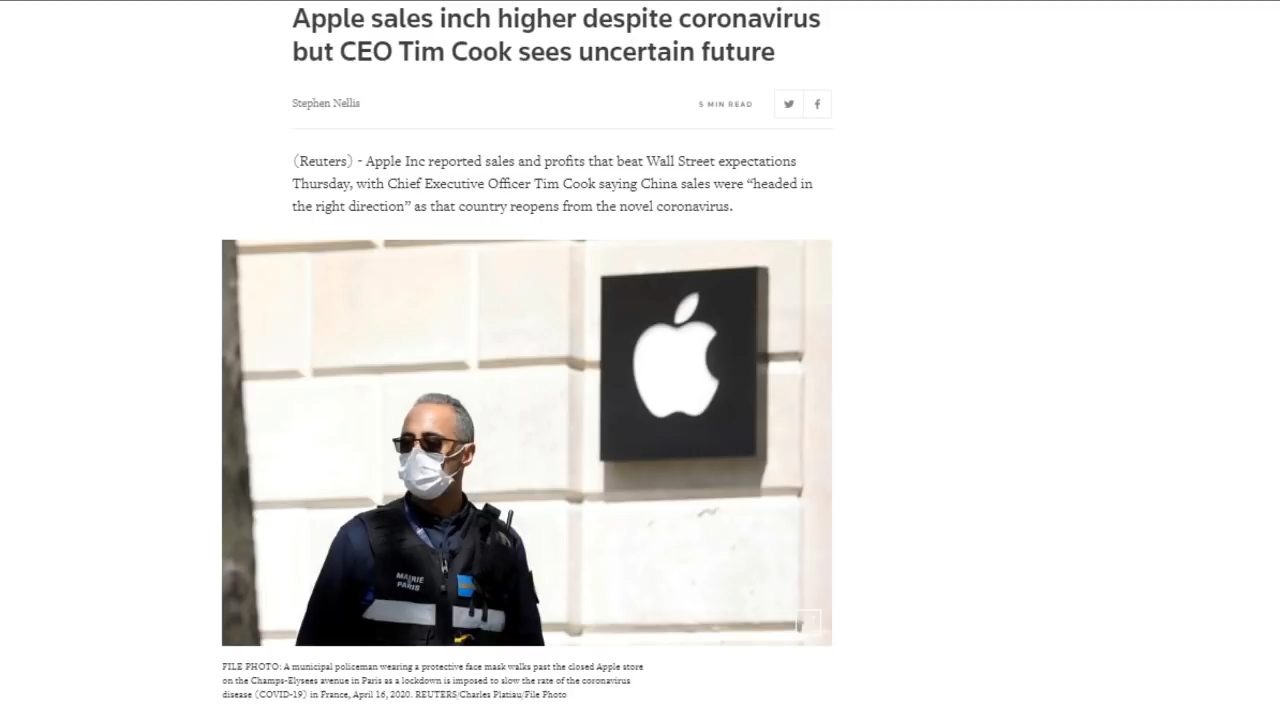 Apple sales inch higher despite coronavirus
but CEO Tim Cook sees uncertain future
Stephen Nellis
5 MIN READ
(Reuters) - Apple Inc reported sales and profits that beat Wall Street expectations
Thursday, with Chief Executive Officer Tim Cook saying China sales were “headed in
the right direction” as that country reopens from the novel coronavirus.
MAIRIE
PARIS
FILE PHOTO: A municipal policeman wearing a protective face mask walks past the closed Apple store
on the Champs-Elysees avenue in Paris as a lockdown is imposed to slow the rate of the coronavirus
disease (COVID-19) in France, April 16, 2020. REUTERS/Charles Platiau/File Photo